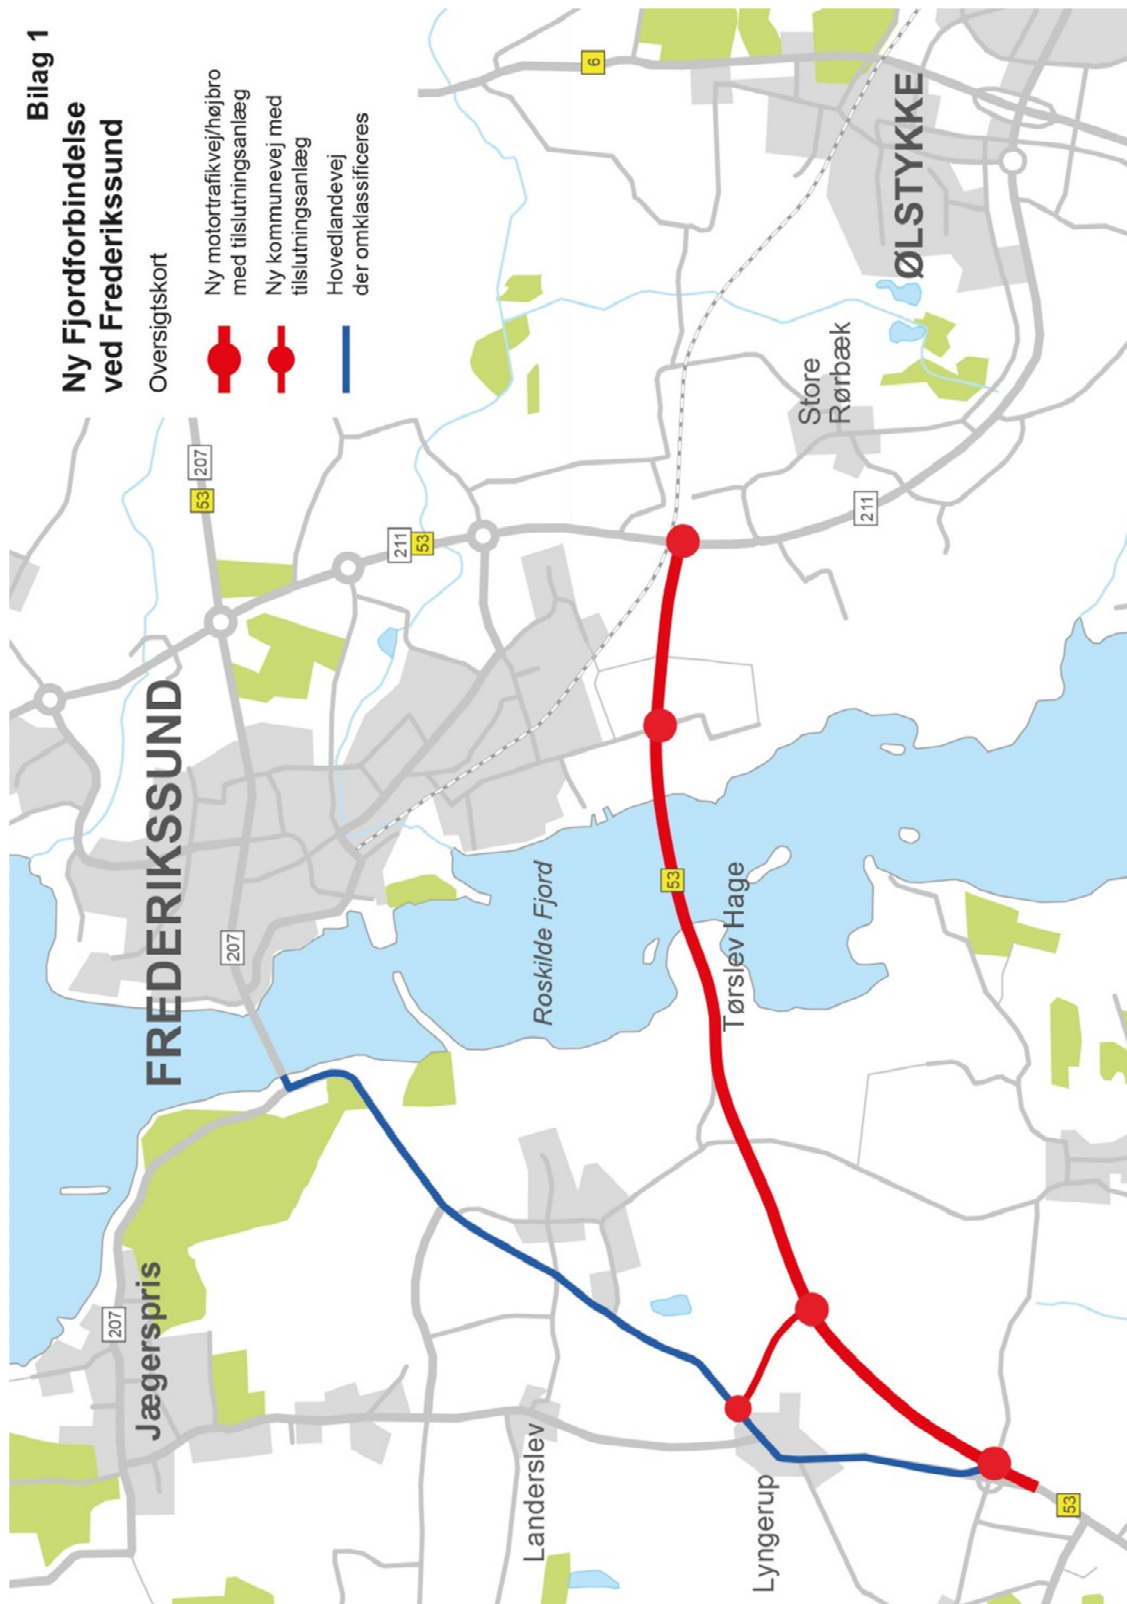 Bilag 1
Ny Fjordforbindelse
ved Frederikssund
Oversigtskort
Ny motortrafikvej/højbro
med tilslutningsanlæg
Ny kommunevej med
tilslutningsanlæg
Hovedlandevej
der omklassificeres
Jægerspris
207
FREDERIKSSUND
207
53
207
211
53
6
Roskilde Fjord
Landerslev
Lyngerup
53
53
Tørslev Hage
211
Store
Rørbæk
ØLSTYKKE